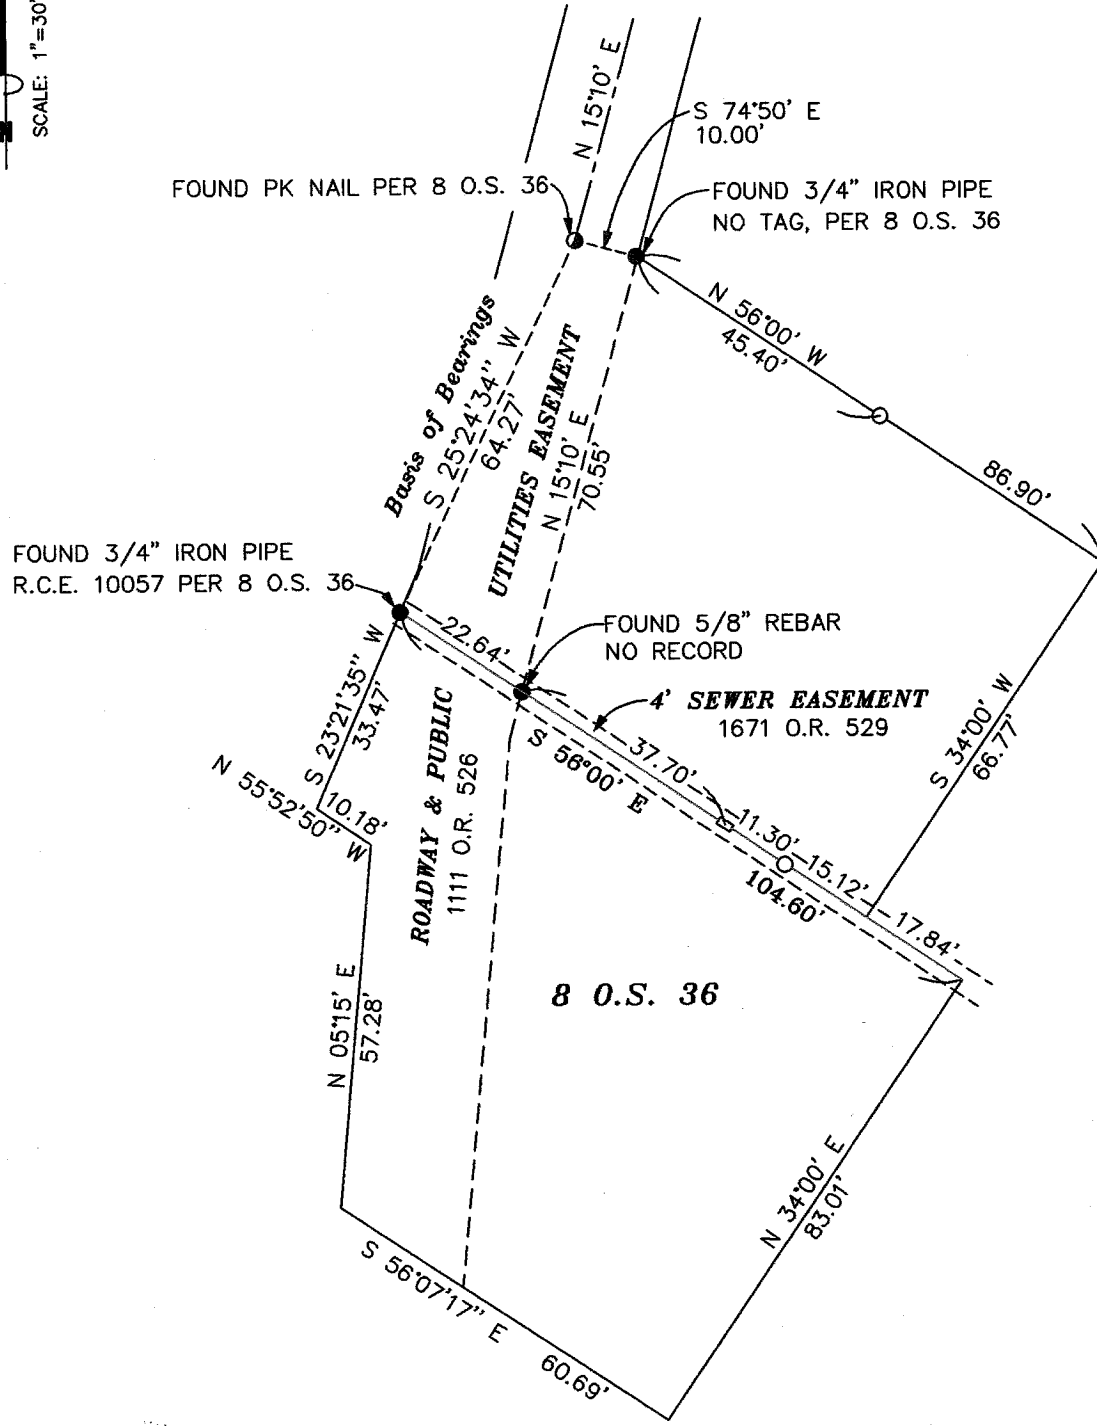 SCALE: 1"=30'
N 15°10' E
S 74°50' E
10.00'
FOUND PK NAIL PER 8 O.S. 36
FOUND 3/4" IRON PIPE
NO TAG, PER 8 O.S. 36
N 56°00' W
45.40'
86.90'
Basis of Bearings
S 25°24'34" W
64.27'
UTILITIES EASEMENT
N 15°10' E
70.55'
FOUND 3/4" IRON PIPE
R.C.E. 10057 PER 8 O.S. 36
22.64'
FOUND 5/8" REBAR
NO RECORD
4' SEWER EASEMENT
1671 O.R. 529
S 34°00' W
66.77'
S 23°21'35" W
33.47'
N 55°52'50" W
10.18'
ROADWAY & PUBLIC
1111 O.R. 526
S 56°00' E
37.70'
11.30'
15.12'
104.60'
17.84'
8 O.S. 36
N 05°15' E
57.28'
N 34°00' E
83.01'
S 56°07'17" E
60.69'